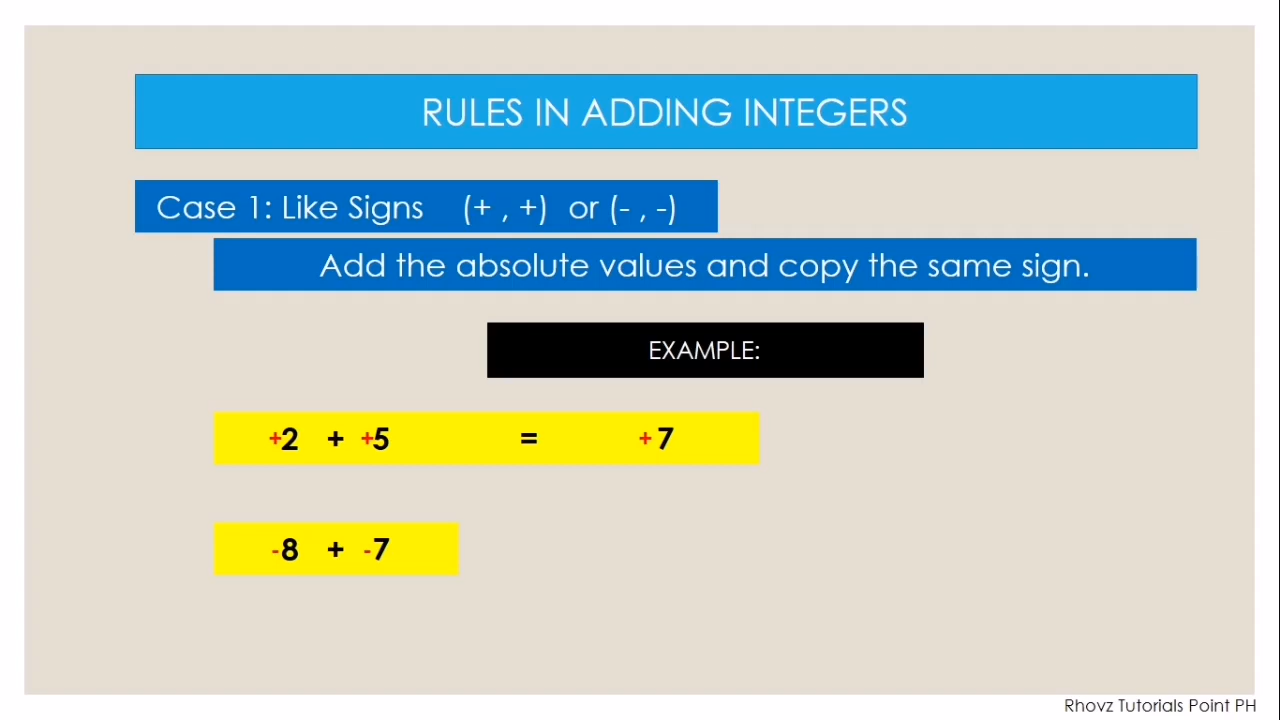 RULES IN ADDING INTEGERS
Case 1: Like Signs (+ , +) or (- , -)
Add the absolute values and copy the same sign.
EXAMPLE:
+2 + +5 = +7
-8 + -7
Rhovz Tutorials Point PH